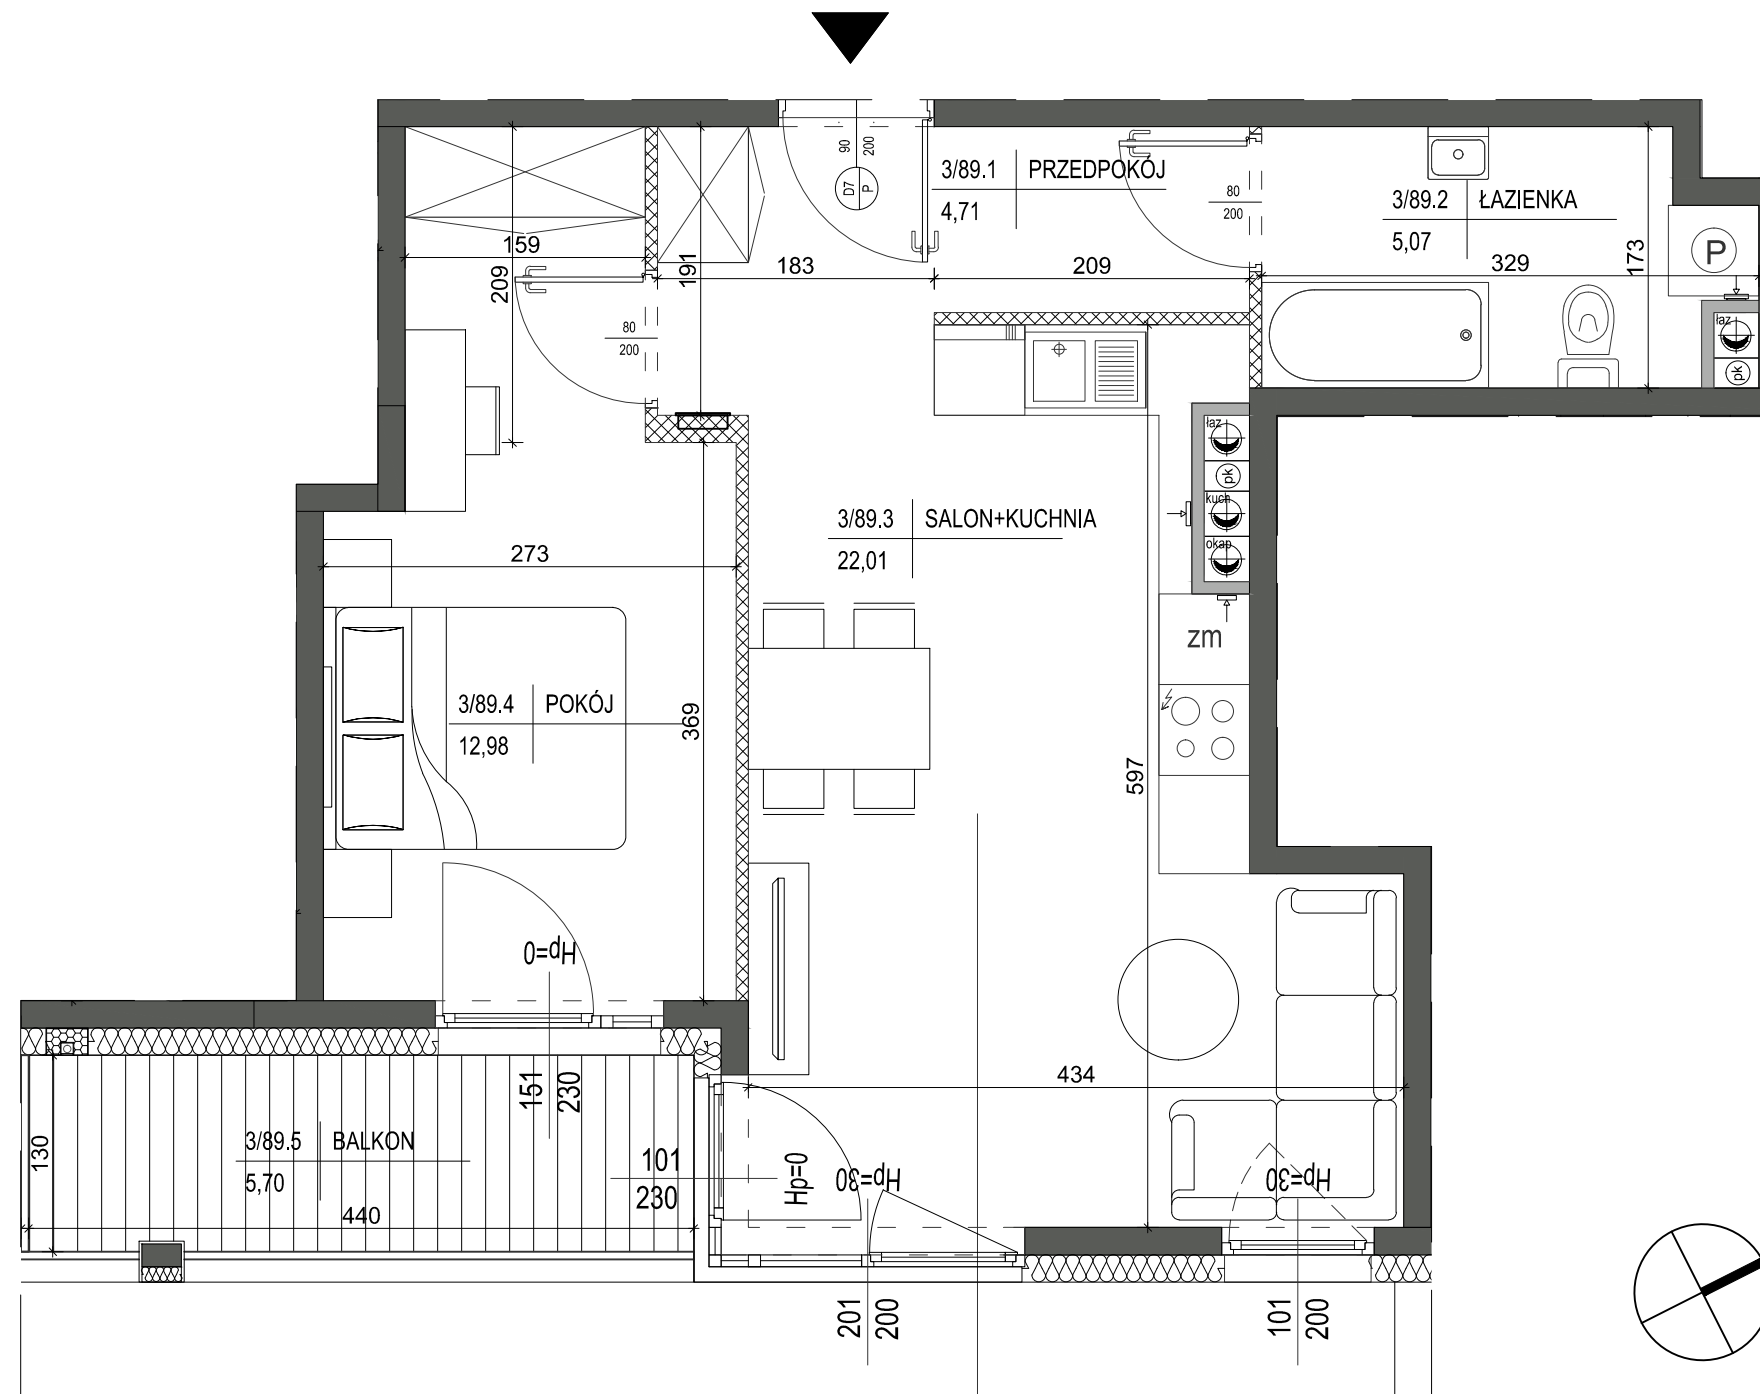 90
200
D7
P
3/89.1 PRZEDPOKÓJ
4,71
80
200
3/89.2 ŁAZIENKA
5,07
173
P
159
209
191
183
209
329
80
200
łaz
pk
łaz
pk
kuch
okap
3/89.3 SALON+KUCHNIA
22,01
273
zm
3/89.4 POKÓJ
12,98
369
597
Hp=0
434
151
230
3/89.5 BALKON
5,70
130
440
101
230
Hp=0
Hp=30
Hp=30
201
200
101
200